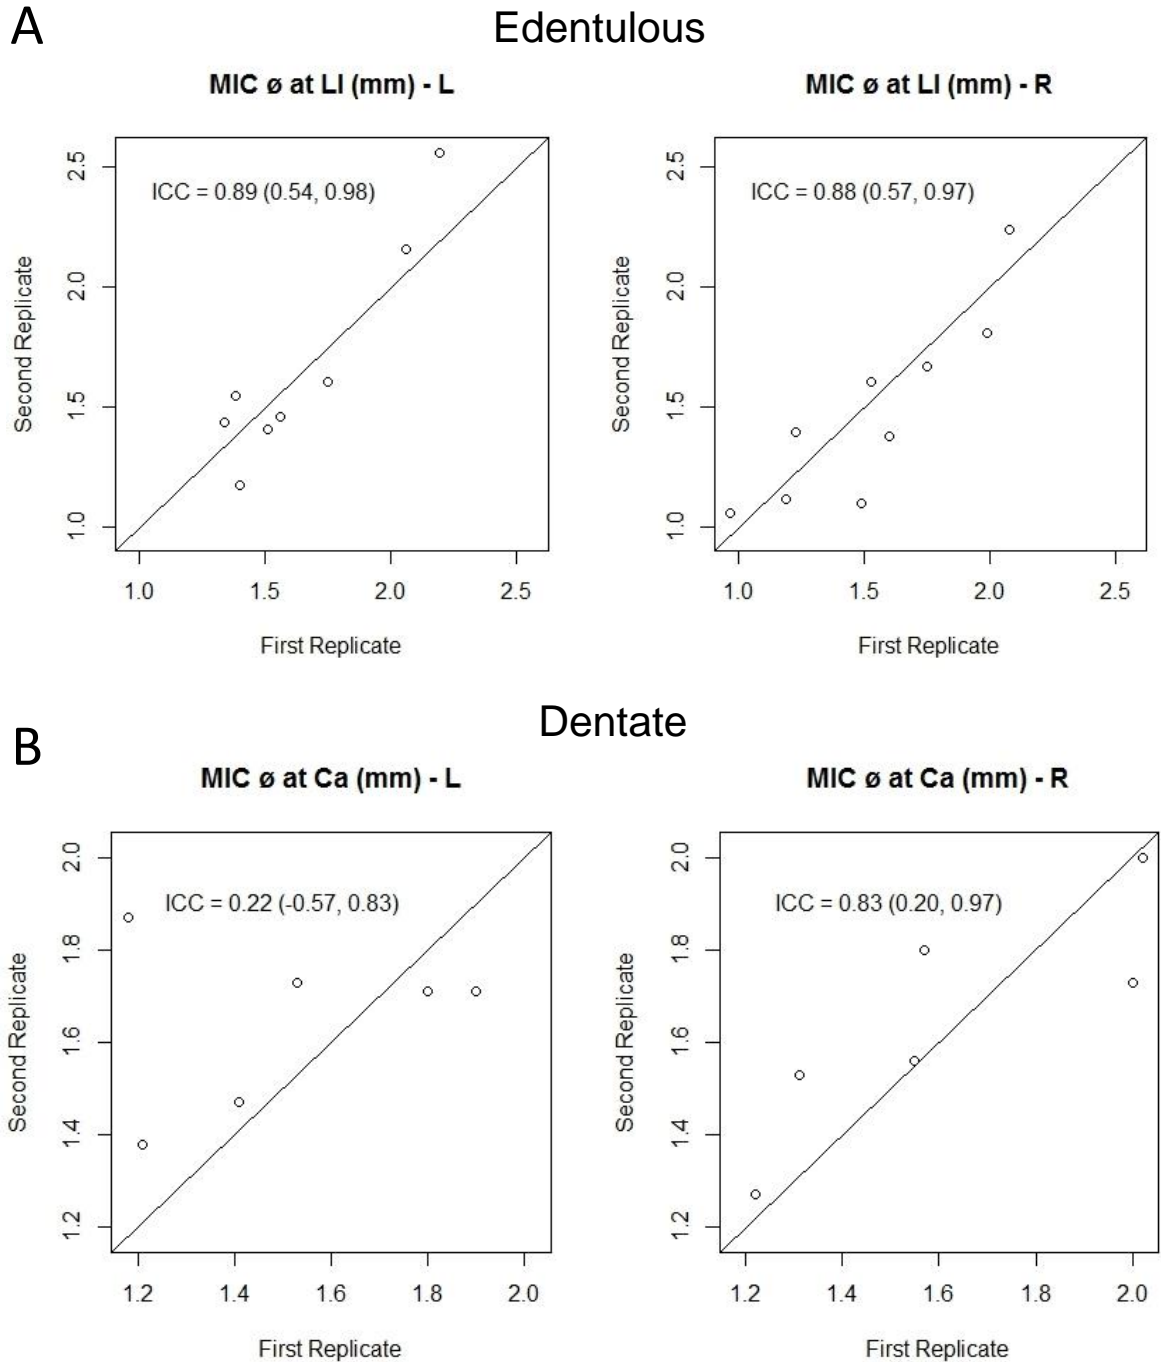 A
Edentulous
MIC ø at LI (mm) - L
ICC = 0.89 (0.54, 0.98)
Second Replicate
2.5
2.0
1.5
1.0
1.0 1.5 2.0 2.5
First Replicate
MIC ø at LI (mm) - R
ICC = 0.88 (0.57, 0.97)
Second Replicate
2.5
2.0
1.5
1.0
1.0 1.5 2.0 2.5
First Replicate
B
Dentate
MIC ø at Ca (mm) - L
ICC = 0.22 (-0.57, 0.83)
Second Replicate
2.0
1.8
1.6
1.4
1.2
1.2 1.4 1.6 1.8 2.0
First Replicate
MIC ø at Ca (mm) - R
ICC = 0.83 (0.20, 0.97)
Second Replicate
2.0
1.8
1.6
1.4
1.2
1.2 1.4 1.6 1.8 2.0
First Replicate